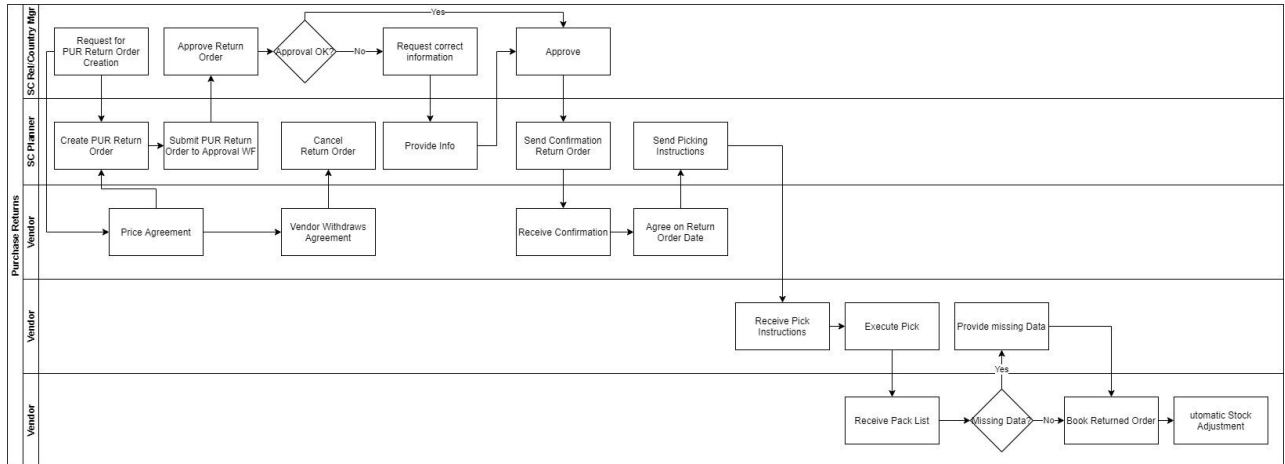 Purchase Returns
SC Rel/Country Mgr
Request for
PUR Return Order
Creation
Approve Return
Order
Approval OK?
Yes
No
Request correct
information
Approve
SC Planner
Create PUR Return
Order
Submit PUR Return
Order to Approval WF
Cancel
Return Order
Provide Info
Send Confirmation
Return Order
Send Picking
Instructions
Vendor
Price Agreement
Vendor Withdraws
Agreement
Receive Confirmation
Agree on Return
Order Date
Vendor
Receive Pick
Instructions
Execute Pick
Provide missing Data
Yes
Vendor
Receive Pack List
Missing Data?
No
Book Returned Order
utomatic Stock
Adjustment